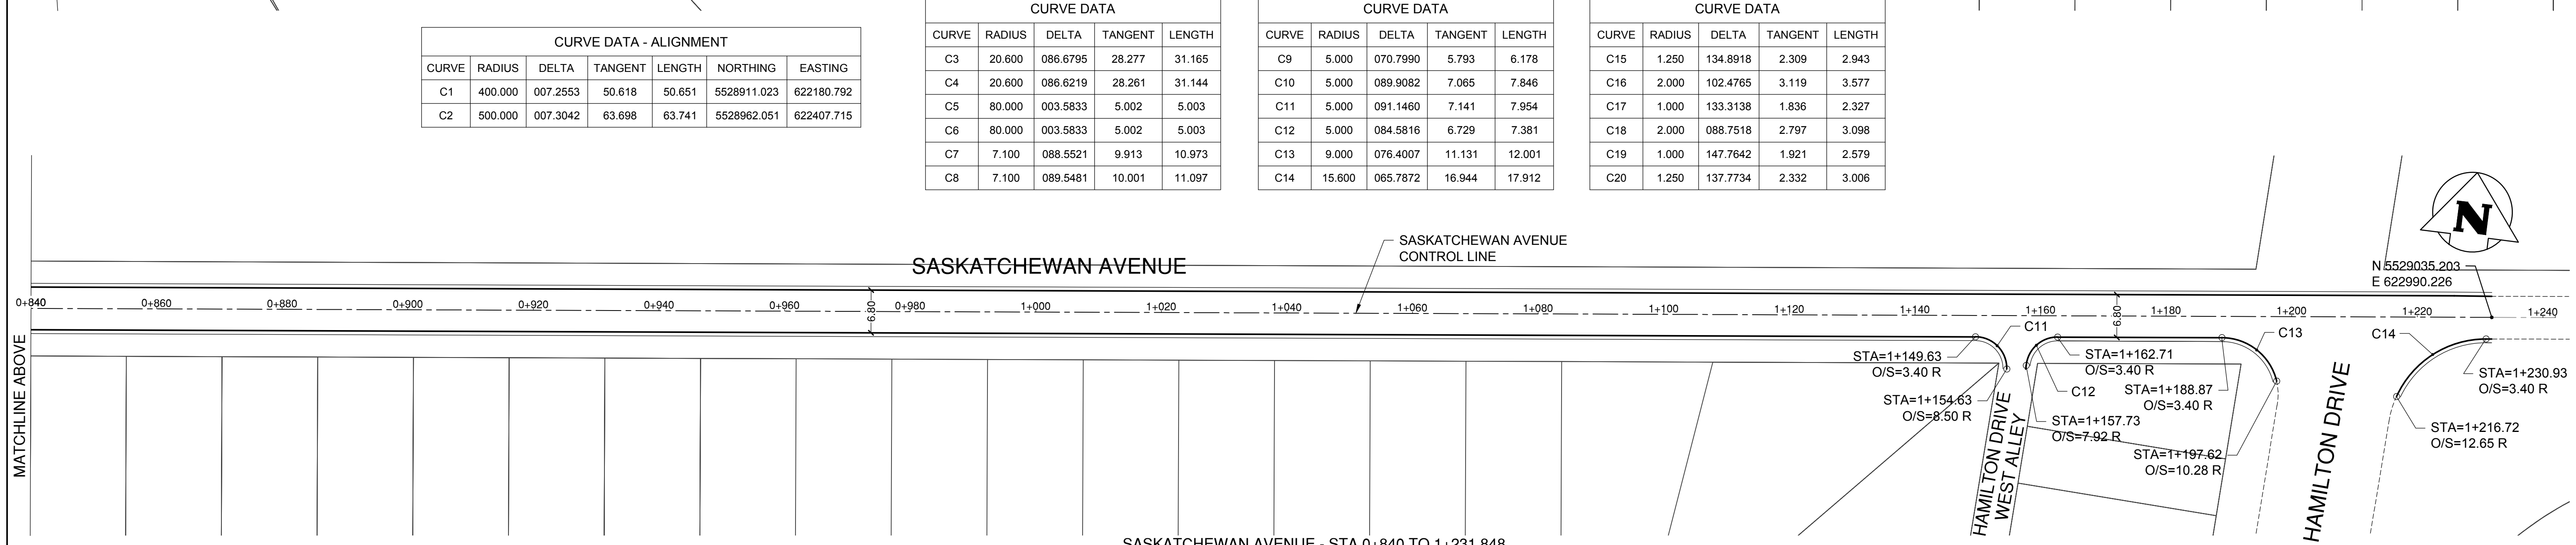 CURVE DATA - ALIGNMENT
CURVE RADIUS DELTA TANGENT LENGTH NORTHING EASTING
C1 400.000 007.2553 50.618 50.651 5528911.023 622180.792
C2 500.000 007.3042 63.698 63.741 5528962.051 622407.715
CURVE DATA
CURVE RADIUS DELTA TANGENT LENGTH
C3 20.600 086.6795 28.277 31.165
C4 20.600 086.6219 28.261 31.144
C5 80.000 003.5833 5.002 5.003
C6 80.000 003.5833 5.002 5.003
C7 7.100 088.5521 9.913 10.973
C8 7.100 089.5481 10.001 11.097
CURVE DATA
CURVE RADIUS DELTA TANGENT LENGTH
C9 5.000 070.7990 5.793 6.178
C10 5.000 089.9082 7.065 7.846
C11 5.000 091.1460 7.141 7.954
C12 5.000 084.5816 6.729 7.381
C13 9.000 076.4007 11.131 12.001
C14 15.600 065.7872 16.944 17.912
CURVE DATA
CURVE RADIUS DELTA TANGENT LENGTH
C15 1.250 134.8918 2.309 2.943
C16 2.000 102.4765 3.119 3.577
C17 1.000 133.3138 1.836 2.327
C18 2.000 088.7518 2.797 3.098
C19 1.000 147.7642 1.921 2.579
C20 1.250 137.7734 2.332 3.006
N
SASKATCHEWAN AVENUE
SASKATCHEWAN AVENUE
CONTROL LINE
N 5529035.203
E 622990.226
0+840 0+860 0+880 0+900 0+920 0+940 0+960 0+980 1+000 1+020 1+040 1+060 1+080 1+100 1+120 1+140 1+160 1+180 1+200 1+220 1+240
6.80
6.80
MATCHLINE ABOVE
C11
C13
C14
STA=1+149.63
O/S=3.40 R
STA=1+162.71
O/S=3.40 R
STA=1+230.93
O/S=3.40 R
C12
STA=1+188.87
O/S=3.40 R
STA=1+154.63
O/S=8.50 R
STA=1+157.73
O/S=7.92 R
STA=1+216.72
O/S=12.65 R
STA=1+197.62
O/S=10.28 R
HAMILTON DRIVE
WEST ALLEY
HAMILTON DRIVE
SASKATCHEWAN AVENUE - STA 0+840 TO 1+231.848